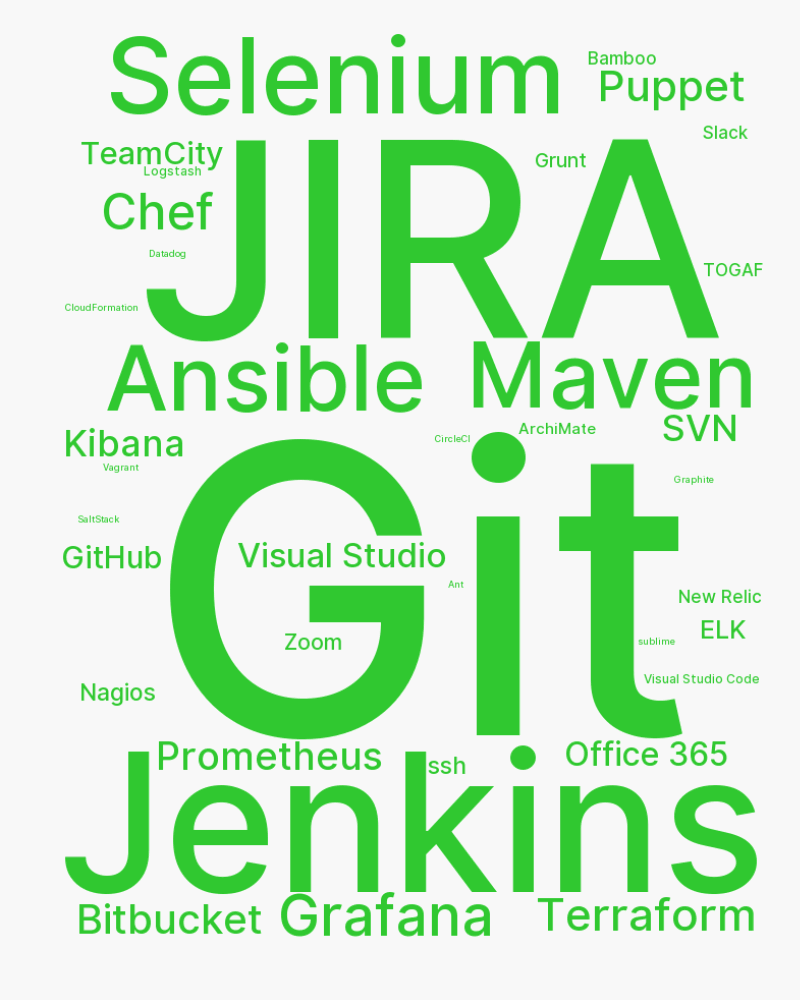 Selenium
Bamboo
Puppet
Slack
TeamCity
Logstash
JIRA
Grunt
Chef
Datadog
TOGAF
CloudFormation
Ansible
Maven
SVN
ArchiMate
Kibana
CircleCI
Vagrant
Graphite
Git
SaltStack
GitHub
Visual Studio
Ant
New Relic
ELK
Zoom
sublime
Visual Studio Code
Nagios
Prometheus
ssh
Office 365
Jenkins
Bitbucket
Grafana
Terraform